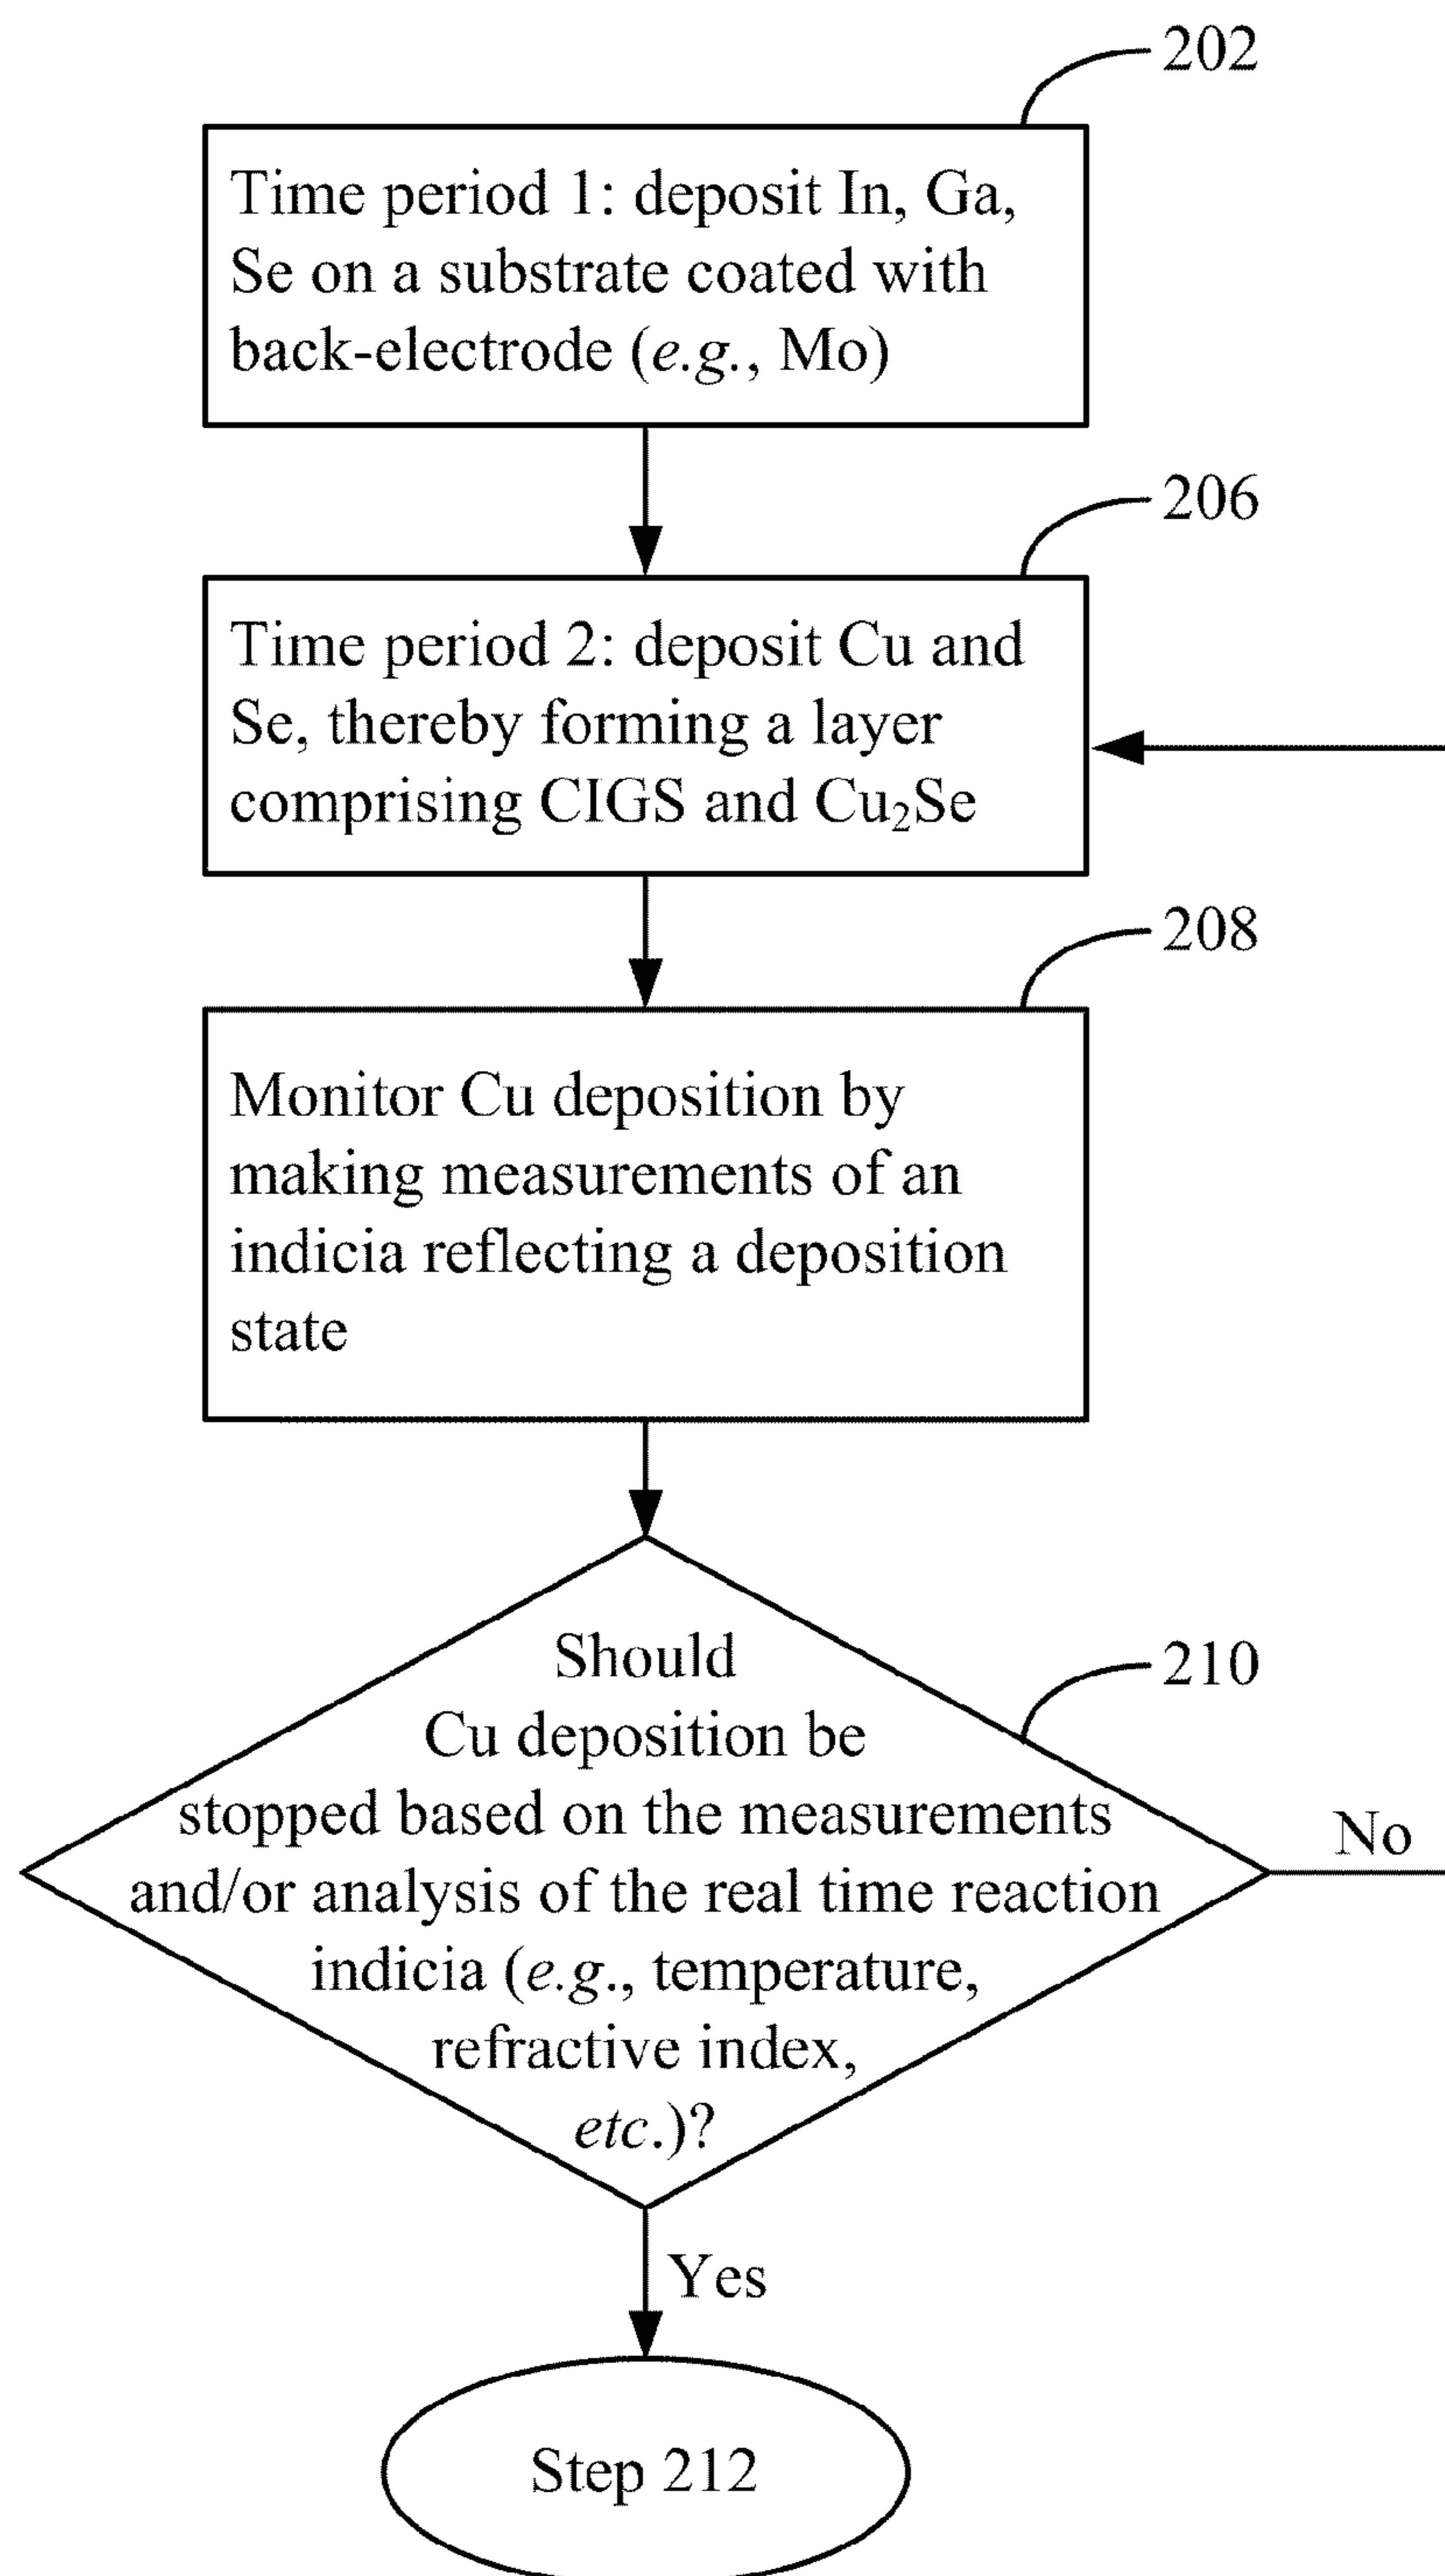 202
Time period 1: deposit In, Ga,
Se on a substrate coated with
back-electrode (e.g., Mo)
206
Time period 2: deposit Cu and
Se, thereby forming a layer
comprising CIGS and Cu₂Se
208
Monitor Cu deposition by
making measurements of an
indicia reflecting a deposition
state
210
Should
Cu deposition be
stopped based on the measurements
and/or analysis of the real time reaction
indicia (e.g., temperature,
refractive index,
etc.)?
No
Yes
Step 212